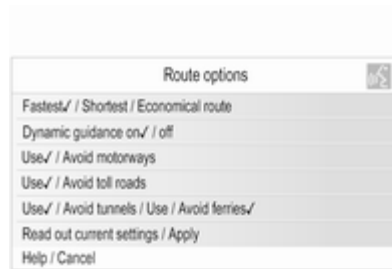 Route options
Fastest✓ / Shortest / Economical route
Dynamic guidance on✓ / off
Use✓ / Avoid motorways
Use✓ / Avoid toll roads
Use✓ / Avoid tunnels / Use / Avoid ferries✓
Read out current settings / Apply
Help / Cancel